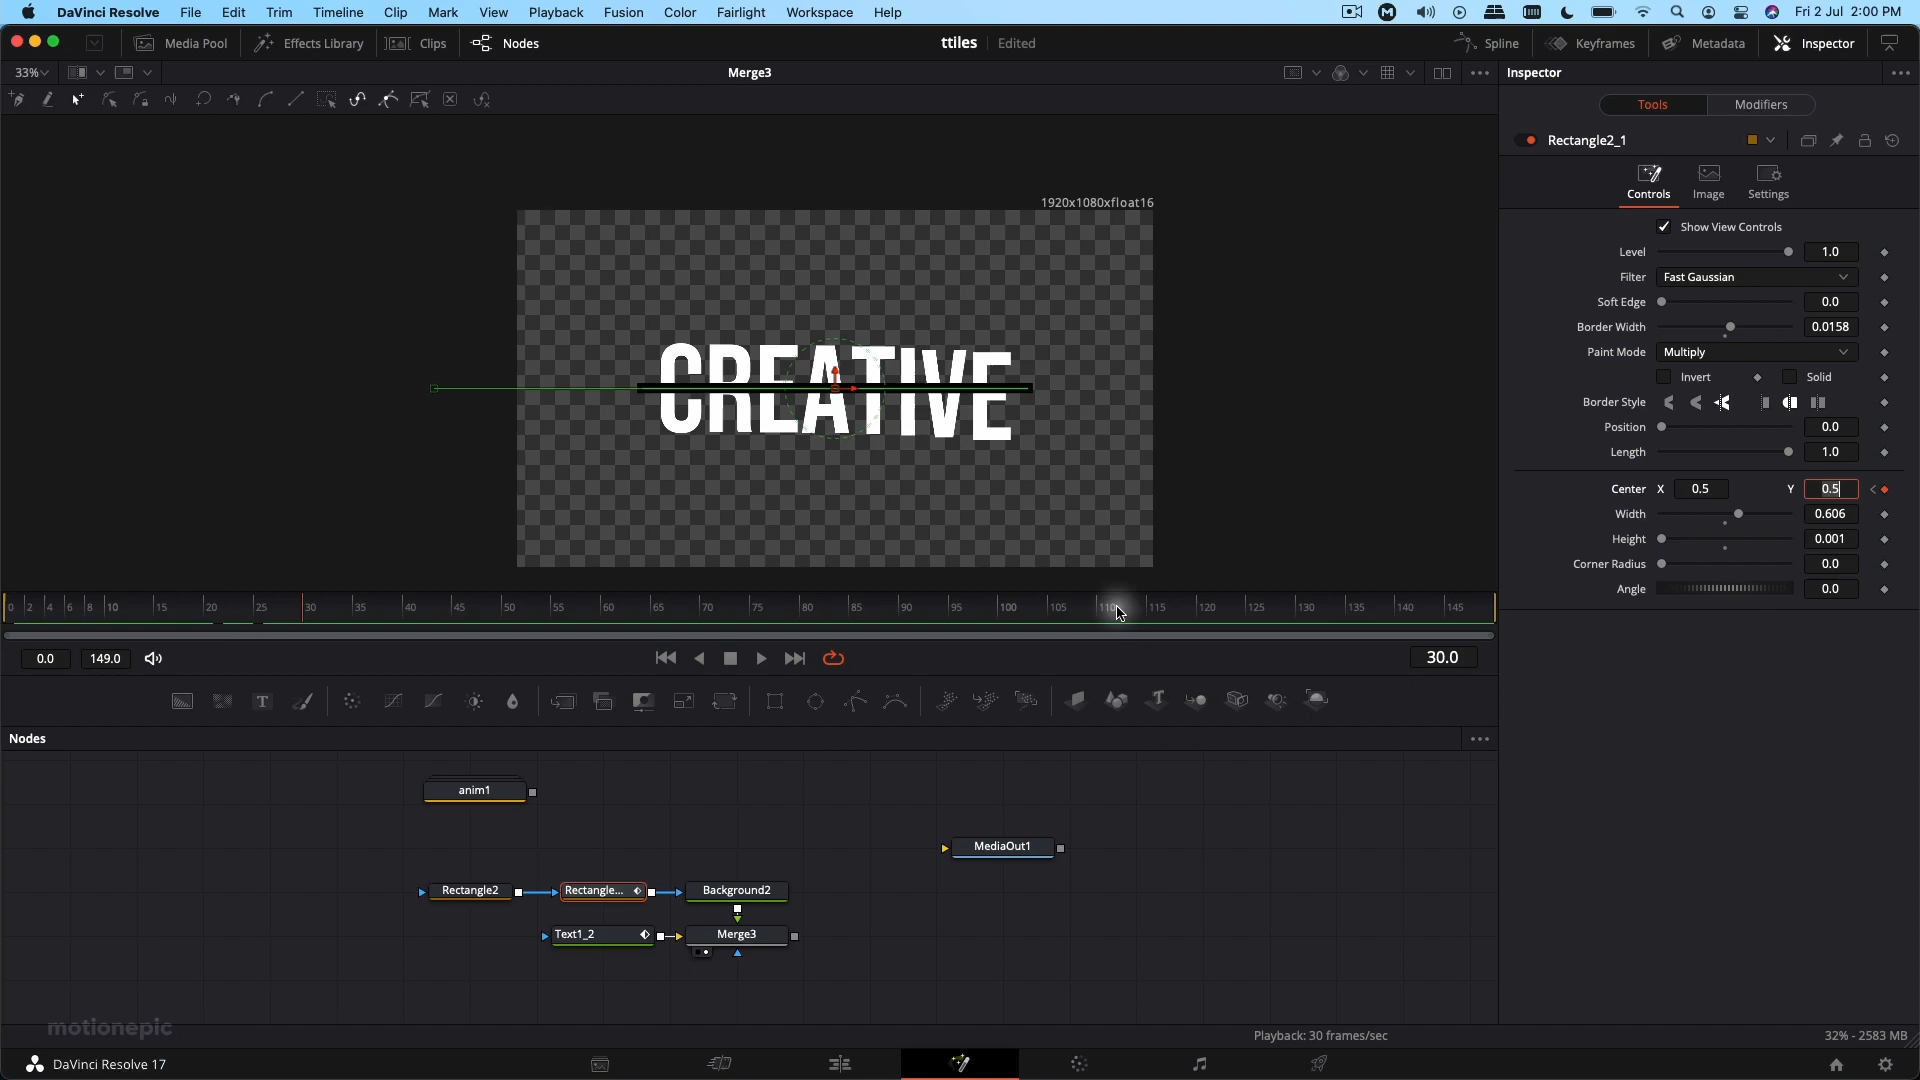 DaVinci Resolve File Edit Trim Timeline Clip Mark View Playback Fusion Color Fairlight Workspace Help Fri 2 Jul 2:00 PM
Media Pool Effects Library Clips Nodes ttiles Edited Spline Keyframes Metadata Inspector
33% Merge3 Inspector
Tools Modifiers
Rectangle2_1
Controls Image Settings
1920x1080xfloat16
Show View Controls
Level 1.0
Filter Fast Gaussian
Soft Edge 0.0
Border Width 0.0158
Paint Mode Multiply
Invert Solid
Border Style
Position 0.0
Length 1.0
CREATIVE
Center X 0.5 Y 0.5
Width 0.606
Height 0.001
Corner Radius 0.0
Angle 0.0
0 2 4 6 8 10 15 20 25 30 35 40 45 50 55 60 65 70 75 80 85 90 95 100 105 110 115 120 125 130 135 140 145
0.0 149.0 30.0
Nodes
anim1
MediaOut1
Rectangle2 Rectangle... Background2
Text1_2 Merge3
motionepic
Playback: 30 frames/sec 32% - 2583 MB
DaVinci Resolve 17